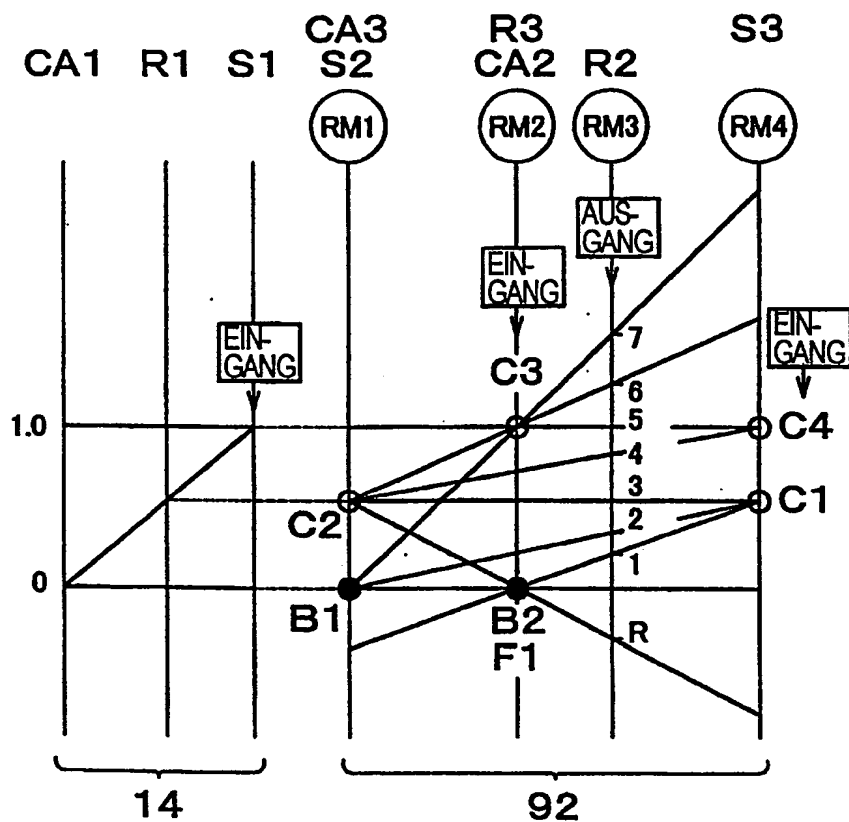 CA3 R3 S3
CA1 R1 S1 S2 CA2 R2
RM1 RM2 RM3 RM4
AUS-
GANG
EIN-
GANG
EIN-
GANG
EIN-
GANG
7
C3
6
1.0
5
C4
4
C2
3
C1
2
1
0
B1
B2
R
F1
14
92